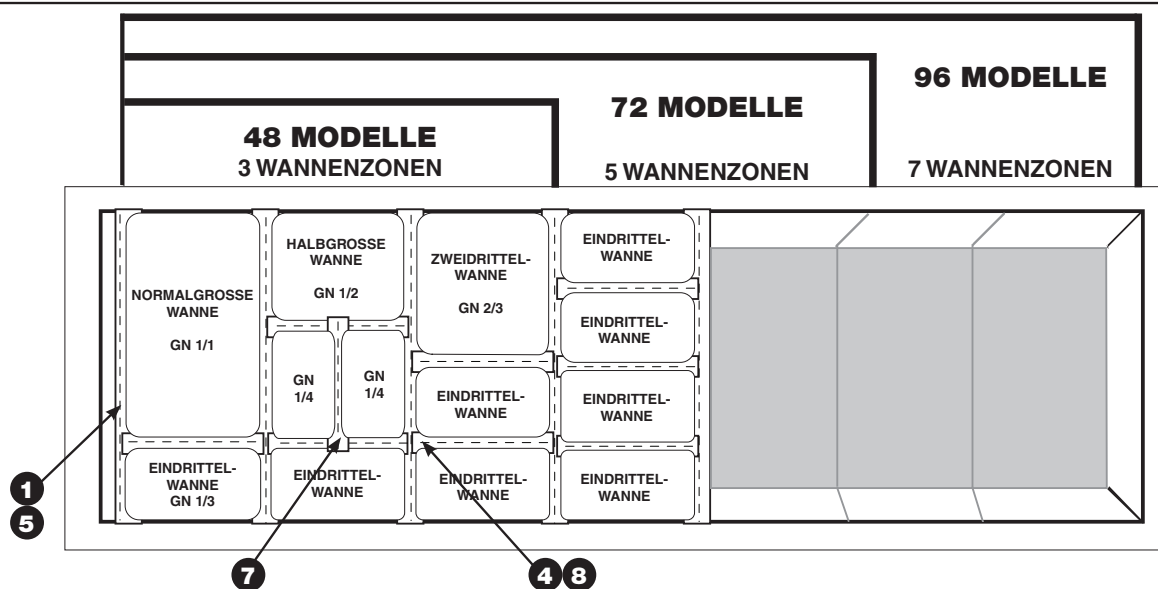 96 MODELLE
72 MODELLE
48 MODELLE
3 WANNENZONEN
5 WANNENZONEN
7 WANNENZONEN
NORMALGROSSE
WANNE
GN 1/1
EINDRITTEL-
WANNE
GN 1/3
HALBGROSSE
WANNE
GN 1/2
GN
1/4
GN
1/4
EINDRITTEL-
WANNE
ZWEIDRITTEL-
WANNE
GN 2/3
EINDRITTEL-
WANNE
EINDRITTEL-
WANNE
EINDRITTEL-
WANNE
EINDRITTEL-
WANNE
EINDRITTEL-
WANNE
EINDRITTEL-
WANNE
1
5
7
4 8